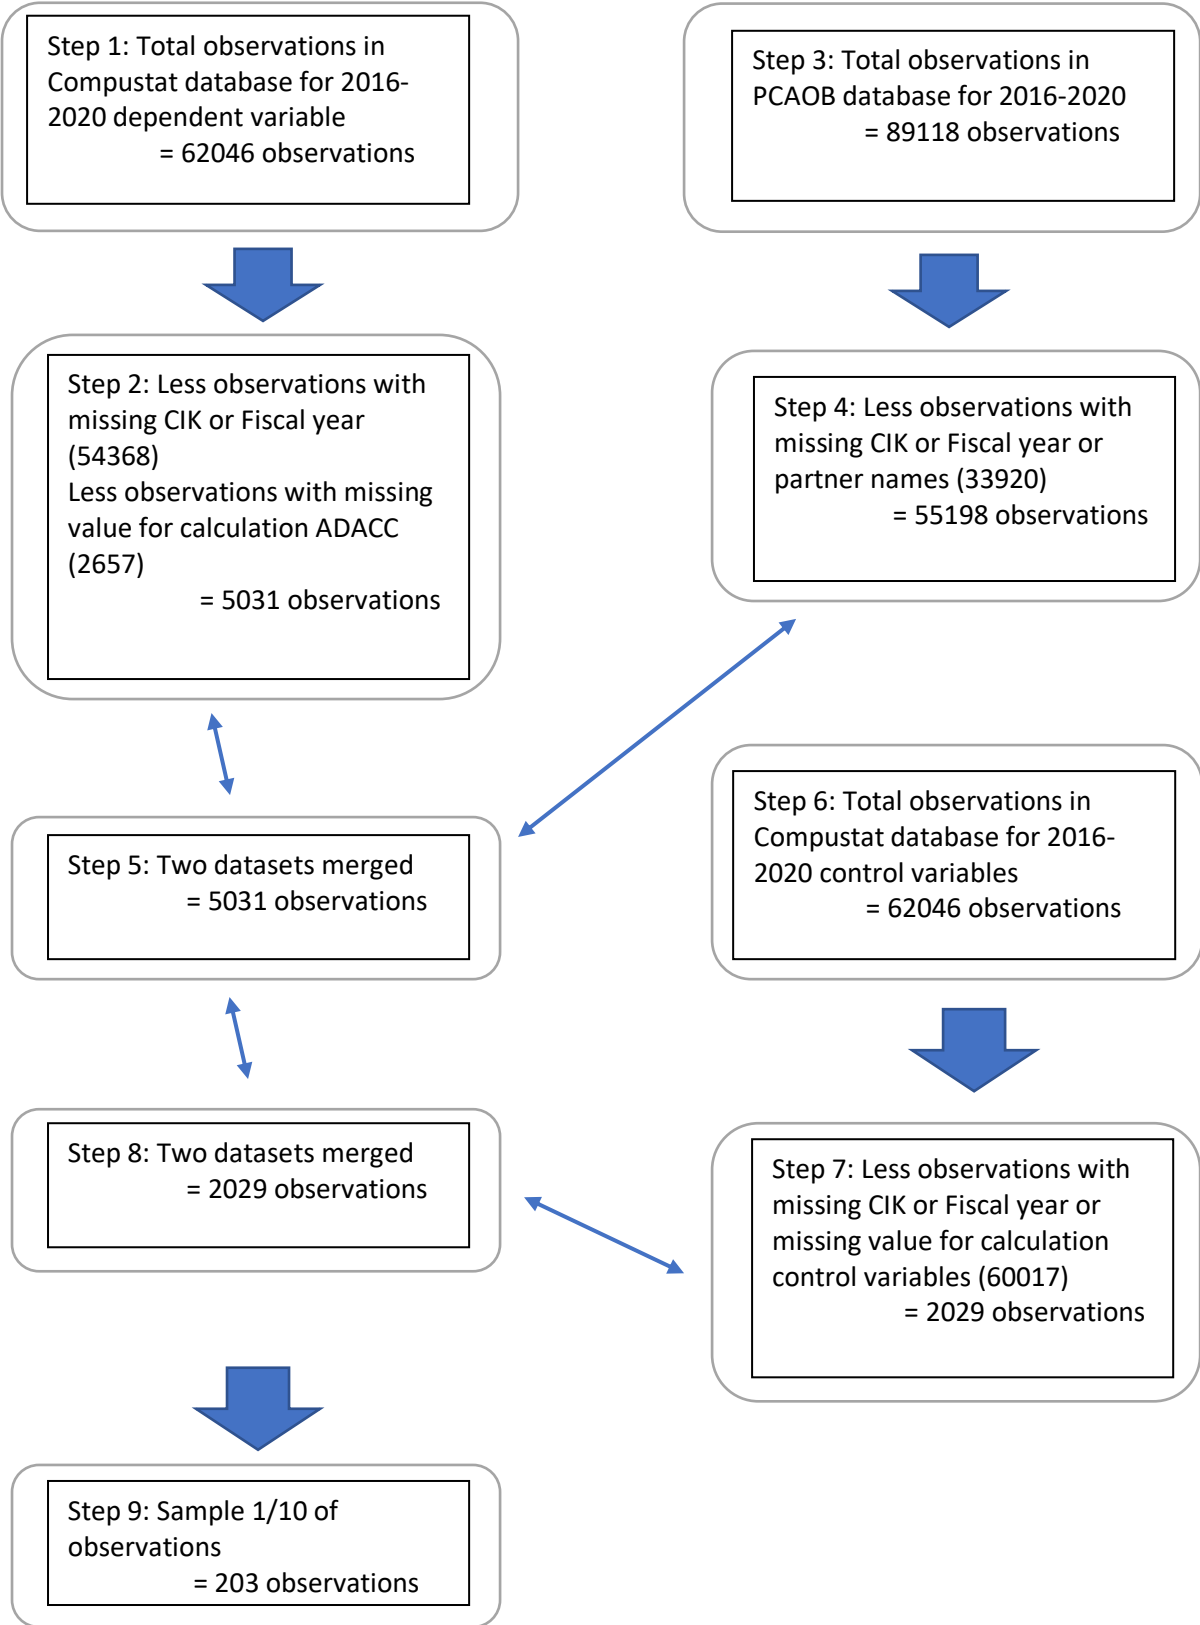 Step 1: Total observations in
Compustat database for 2016-
2020 dependent variable
= 62046 observations
Step 3: Total observations in
PCAOB database for 2016-2020
= 89118 observations
Step 2: Less observations with
missing CIK or Fiscal year
(54368)
Less observations with missing
value for calculation ADACC
(2657)
= 5031 observations
Step 4: Less observations with
missing CIK or Fiscal year or
partner names (33920)
= 55198 observations
Step 5: Two datasets merged
= 5031 observations
Step 6: Total observations in
Compustat database for 2016-
2020 control variables
= 62046 observations
Step 8: Two datasets merged
= 2029 observations
Step 7: Less observations with
missing CIK or Fiscal year or
missing value for calculation
control variables (60017)
= 2029 observations
Step 9: Sample 1/10 of
observations
= 203 observations